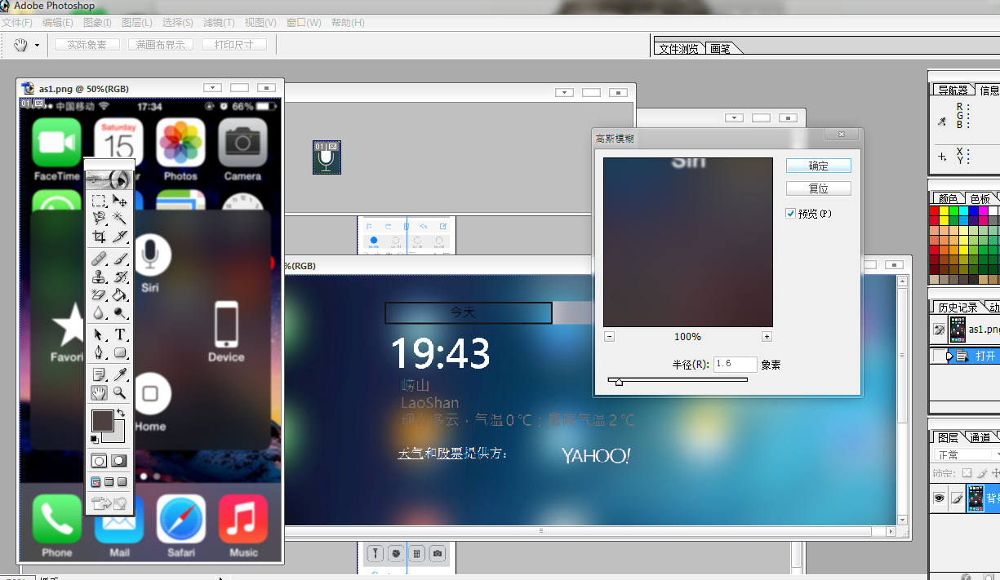 Adobe Photoshop
文件(F) 编辑(E) 图象(I) 图层(L) 选择(S) 滤镜(T) 视图(V) 窗口(W) 帮助(H)
实际象素 满画布显示 打印尺寸
文件浏览 画笔
as1.png @ 50%(RGB)
01
中国移动 17:34 66%
Saturday
15
FaceTime Photos Camera
Siri
Favori
Device
Home
Phone Mail Safari Music
01
%(RGB)
今天
19:43
崂山
LaoShan
现在多云 · 气温0℃；最高气温2℃
天气和股票提供方：
YAHOO!
高斯模糊
Siri
确定
复位
预览(P)
100%
半径(R): 1.6 象素
导航器 信息
R :
G :
B :
X :
Y :
颜色 色板
历史记录 动
as1.png
打开
图层 通道
正常
锁定:
背